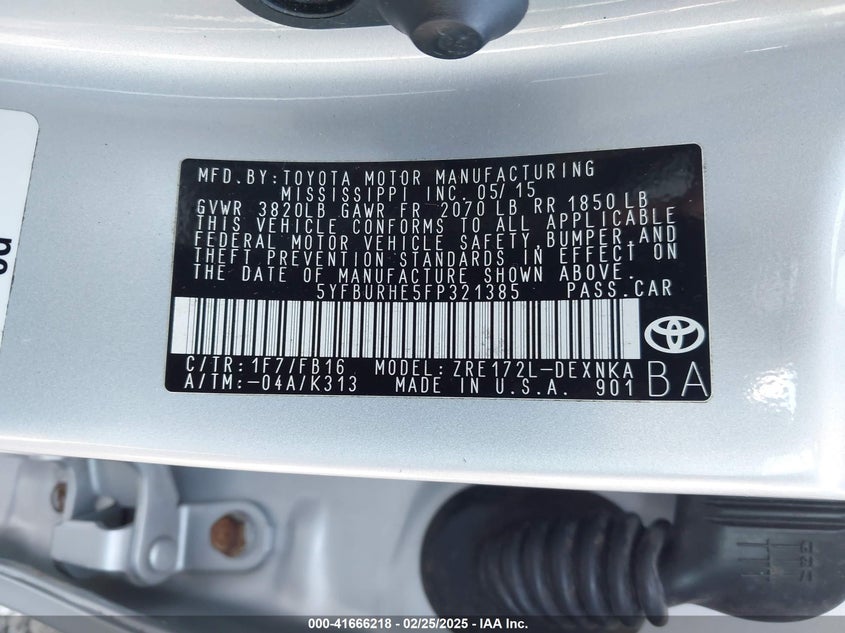 MFD.BY:TOYOTA MOTOR MANUFACTURING
MISSISSIPPI INC. 05/15
GVWR 3820LB GAWR FR 2070 LB RR 1850 LB
THIS VEHICLE CONFORMS TO ALL APPLICABLE
FEDERAL MOTOR VEHICLE SAFETY,BUMPER,AND
THEFT PREVENTION STANDARDS IN EFFECT ON
THE DATE OF MANUFACTURE SHOWN ABOVE.
5YFBURHE5FP321385 PASS.CAR
C/TR: 1F7/FB16 MODEL: ZRE172L-DEXNKA
A/TM:-04A/K313 MADE IN U.S.A. 901 BA
000-41666218 - 02/25/2025 - IAAI Inc.